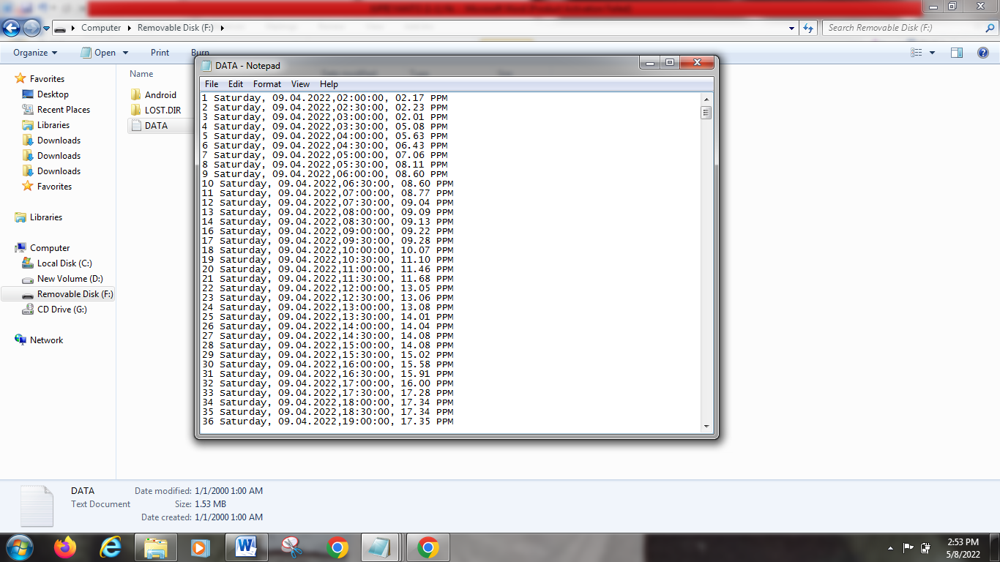 Computer
Removable Disk (F:)
Search Removable Disk (F:)
Organize
Open
Print
Burn
Name
Favorites
Desktop
Recent Places
Libraries
Downloads
Downloads
Downloads
Favorites
Libraries
Computer
Local Disk (C:)
New Volume (D:)
Removable Disk (F:)
CD Drive (G:)
Network
Android
LOST.DIR
DATA
DATA - Notepad
File Edit Format View Help
1 Saturday, 09.04.2022,02:00:00, 02.17 PPM
2 Saturday, 09.04.2022,02:30:00, 02.23 PPM
3 Saturday, 09.04.2022,03:00:00, 02.01 PPM
4 Saturday, 09.04.2022,03:30:00, 05.08 PPM
5 Saturday, 09.04.2022,04:00:00, 05.63 PPM
6 Saturday, 09.04.2022,04:30:00, 06.43 PPM
7 Saturday, 09.04.2022,05:00:00, 07.06 PPM
8 Saturday, 09.04.2022,05:30:00, 08.11 PPM
9 Saturday, 09.04.2022,06:00:00, 08.60 PPM
10 Saturday, 09.04.2022,06:30:00, 08.60 PPM
11 Saturday, 09.04.2022,07:00:00, 08.77 PPM
12 Saturday, 09.04.2022,07:30:00, 09.04 PPM
13 Saturday, 09.04.2022,08:00:00, 09.09 PPM
14 Saturday, 09.04.2022,08:30:00, 09.13 PPM
16 Saturday, 09.04.2022,09:00:00, 09.22 PPM
17 Saturday, 09.04.2022,09:30:00, 09.28 PPM
18 Saturday, 09.04.2022,10:00:00, 10.07 PPM
19 Saturday, 09.04.2022,10:30:00, 11.10 PPM
20 Saturday, 09.04.2022,11:00:00, 11.46 PPM
21 Saturday, 09.04.2022,11:30:00, 11.68 PPM
22 Saturday, 09.04.2022,12:00:00, 13.05 PPM
23 Saturday, 09.04.2022,12:30:00, 13.06 PPM
24 Saturday, 09.04.2022,13:00:00, 13.08 PPM
25 Saturday, 09.04.2022,13:30:00, 14.01 PPM
26 Saturday, 09.04.2022,14:00:00, 14.04 PPM
27 Saturday, 09.04.2022,14:30:00, 14.08 PPM
28 Saturday, 09.04.2022,15:00:00, 14.08 PPM
29 Saturday, 09.04.2022,15:30:00, 15.02 PPM
30 Saturday, 09.04.2022,16:00:00, 15.58 PPM
31 Saturday, 09.04.2022,16:30:00, 15.91 PPM
32 Saturday, 09.04.2022,17:00:00, 16.00 PPM
33 Saturday, 09.04.2022,17:30:00, 17.28 PPM
34 Saturday, 09.04.2022,18:00:00, 17.34 PPM
35 Saturday, 09.04.2022,18:30:00, 17.34 PPM
36 Saturday, 09.04.2022,19:00:00, 17.35 PPM
DATA
Text Document
Date modified: 1/1/2000 1:00 AM
Size: 1.53 MB
Date created: 1/1/2000 1:00 AM
2:53 PM
5/8/2022